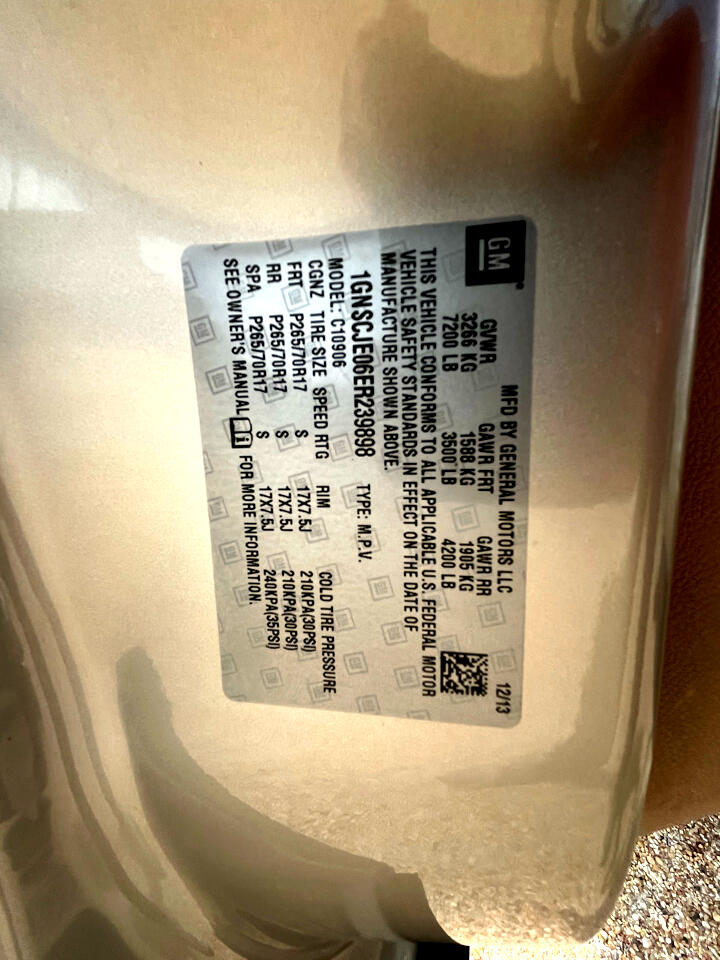 GM
MFD BY GENERAL MOTORS LLC 12/13
GVWR GAWR FRT GAWR RR
3266 KG 1588 KG 1905 KG
7200 LB 3500 LB 4200 LB
THIS VEHICLE CONFORMS TO ALL APPLICABLE U.S. FEDERAL MOTOR
VEHICLE SAFETY STANDARDS IN EFFECT ON THE DATE OF
MANUFACTURE SHOWN ABOVE.
1GNSCJE06ER239898 TYPE: M.P.V.
MODEL: C10906
CGNZ TIRE SIZE SPEED RTG RIM COLD TIRE PRESSURE
FRT P265/70R17 S 17X7.5J 210KPA(30PSI)
RR P265/70R17 S 17X7.5J 210KPA(30PSI)
SPA P265/70R17 S 17X7.5J 240KPA(35PSI)
SEE OWNER'S MANUAL FOR MORE INFORMATION.